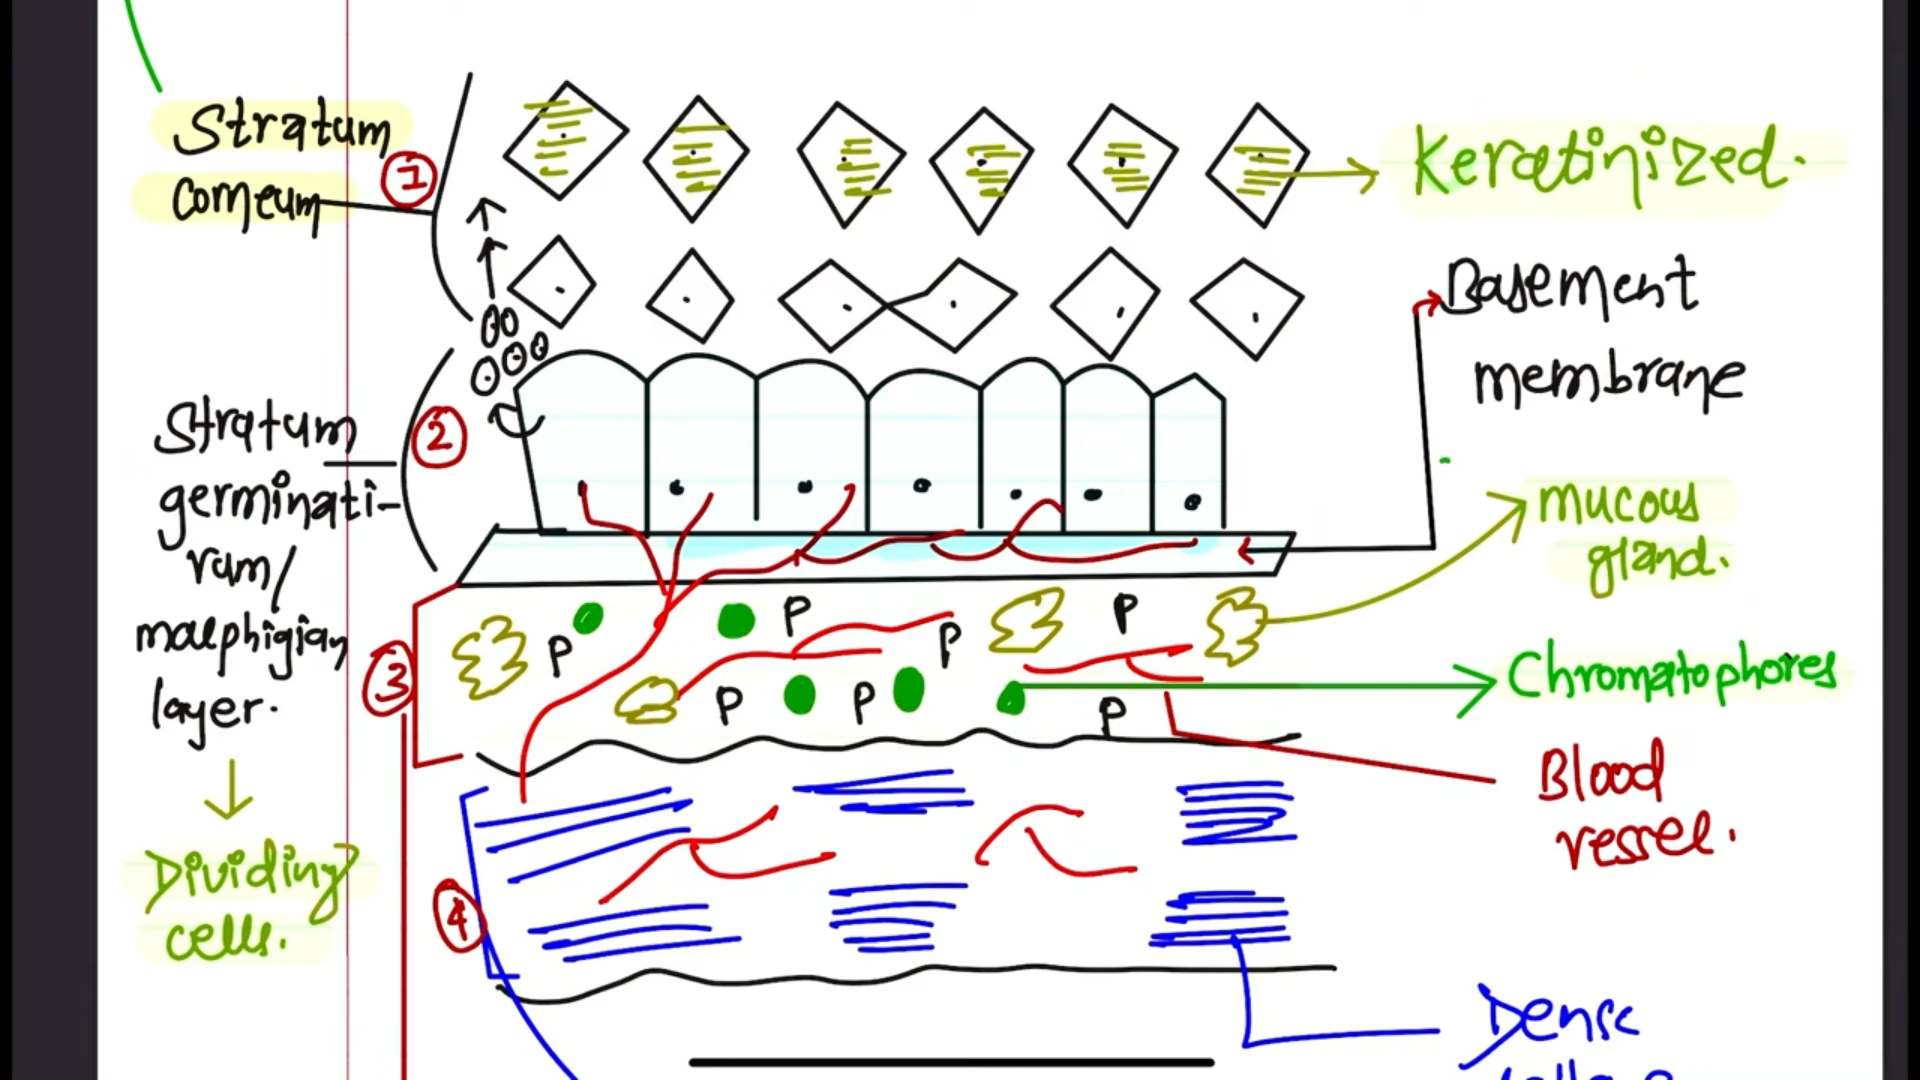 Stratum
Corneum
1
Keratinized.
Basement
membrane
Stratum
germinati-
vum/
malphigian
layer.
2
Dividing
cells.
mucous
gland.
P
P
P
P
P
P
P
3
Chromatophores
Blood
vessel.
4
Dense